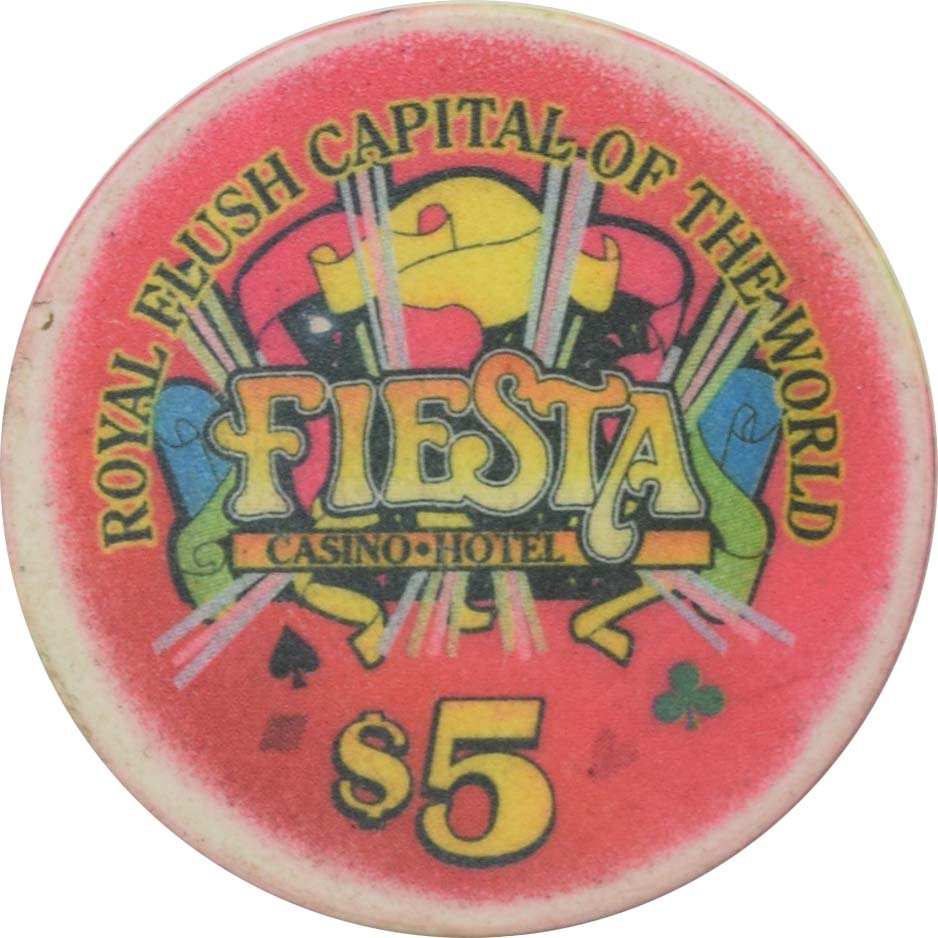 ROYAL FLUSH CAPITAL OF THE WORLD
FIESTA
CASINO•HOTEL
$5